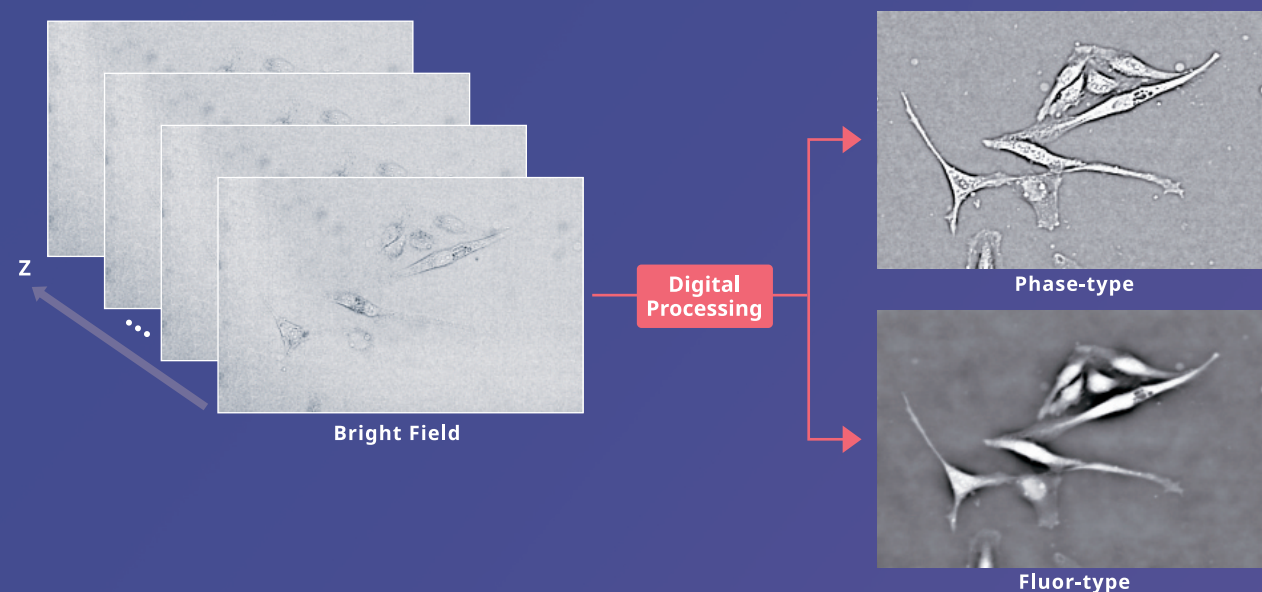 Z
Bright Field
Digital
Processing
Phase-type
Fluor-type